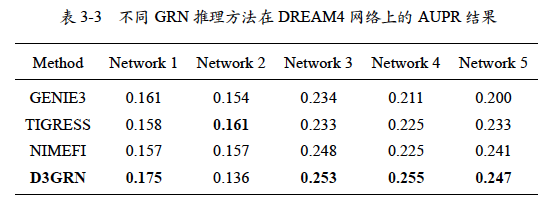 表 3-3 不同 GRN 推理方法在 DREAM4 网络上的 AUPR 结果
Method Network 1 Network 2 Network 3 Network 4 Network 5
GENIE3 0.161 0.154 0.234 0.211 0.200
TIGRESS 0.158 0.161 0.233 0.225 0.233
NIMEFI 0.157 0.157 0.248 0.225 0.241
D3GRN 0.175 0.136 0.253 0.255 0.247